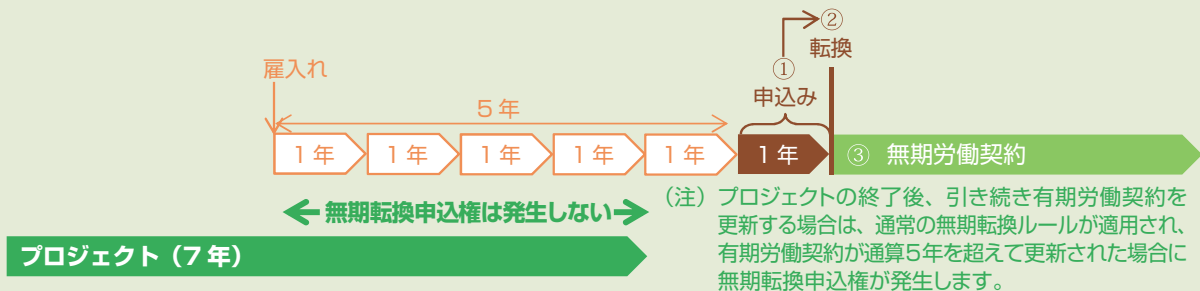 ②
転換
①
申込み
雇入れ
5年
1年
1年
1年
1年
1年
1年
③ 無期労働契約
無期転換申込権は発生しない
プロジェクト（7年）
（注）プロジェクトの終了後、引き続き有期労働契約を
更新する場合は、通常の無期転換ルールが適用され、
有期労働契約が通算5年を超えて更新された場合に
無期転換申込権が発生します。